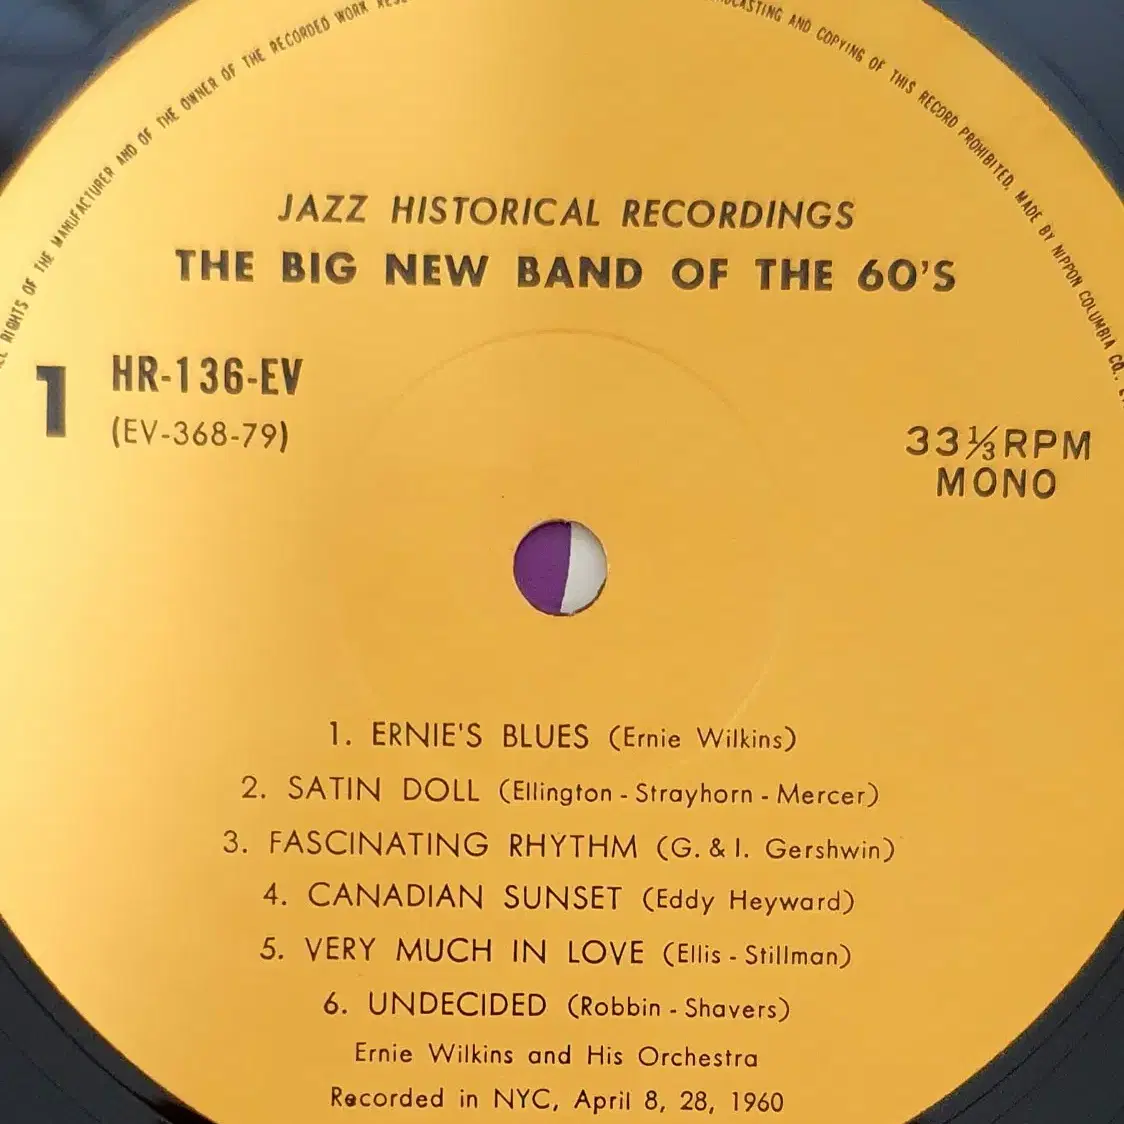 RIGHTS OF THE MANUFACTURER AND OF THE OWNER OF THE RECORDED WORK
AND COPYING OF THIS RECORD PROHIBITED. MADE BY NIPPON COLUMBIA CO.,
JAZZ HISTORICAL RECORDINGS
THE BIG NEW BAND OF THE 60'S
1
HR-136-EV
(EV-368-79)
33 1/3 RPM
MONO
1. ERNIE'S BLUES (Ernie Wilkins)
2. SATIN DOLL (Ellington - Strayhorn - Mercer)
3. FASCINATING RHYTHM (G. & I. Gershwin)
4. CANADIAN SUNSET (Eddy Heyward)
5. VERY MUCH IN LOVE (Ellis - Stillman)
6. UNDECIDED (Robbin - Shavers)
Ernie Wilkins and His Orchestra
Recorded in NYC, April 8, 28, 1960